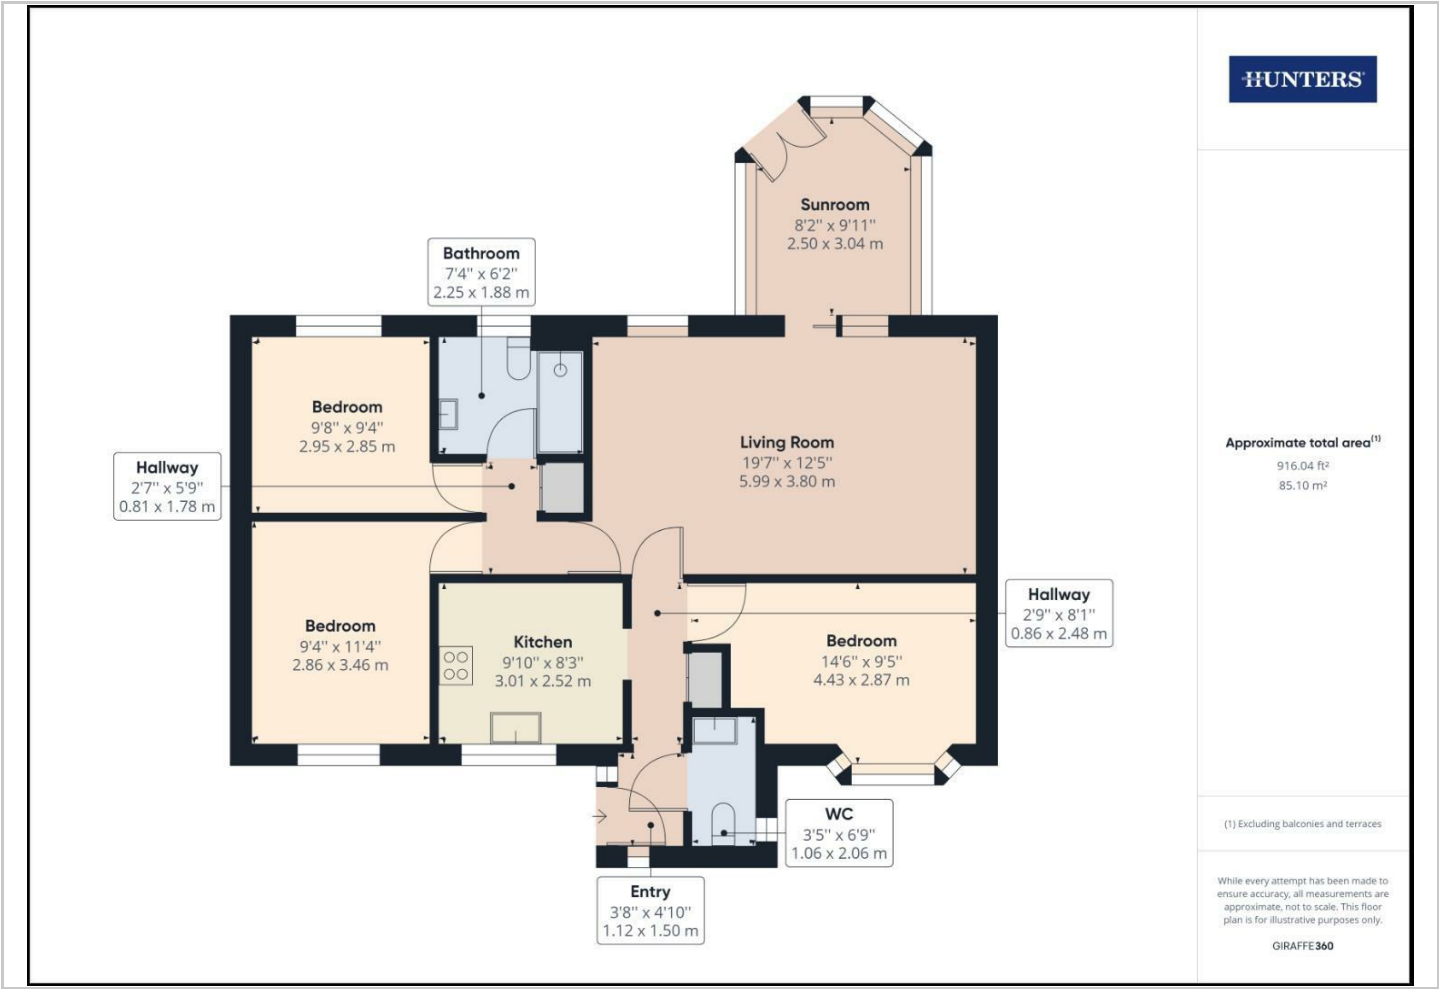 HUNTERS
Sunroom
8'2" x 9'11"
2.50 x 3.04 m
Bathroom
7'4" x 6'2"
2.25 x 1.88 m
Bedroom
9'8" x 9'4"
2.95 x 2.85 m
Living Room
19'7" x 12'5"
5.99 x 3.80 m
Hallway
2'7" x 5'9"
0.81 x 1.78 m
Bedroom
9'4" x 11'4"
2.86 x 3.46 m
Kitchen
9'10" x 8'3"
3.01 x 2.52 m
Bedroom
14'6" x 9'5"
4.43 x 2.87 m
Hallway
2'9" x 8'1"
0.86 x 2.48 m
WC
3'5" x 6'9"
1.06 x 2.06 m
Entry
3'8" x 4'10"
1.12 x 1.50 m
Approximate total area(1)
916.04 ft²
85.10 m²
(1) Excluding balconies and terraces
While every attempt has been made to
ensure accuracy, all measurements are
approximate, not to scale. This floor
plan is for illustrative purposes only.
GIRAFFE360